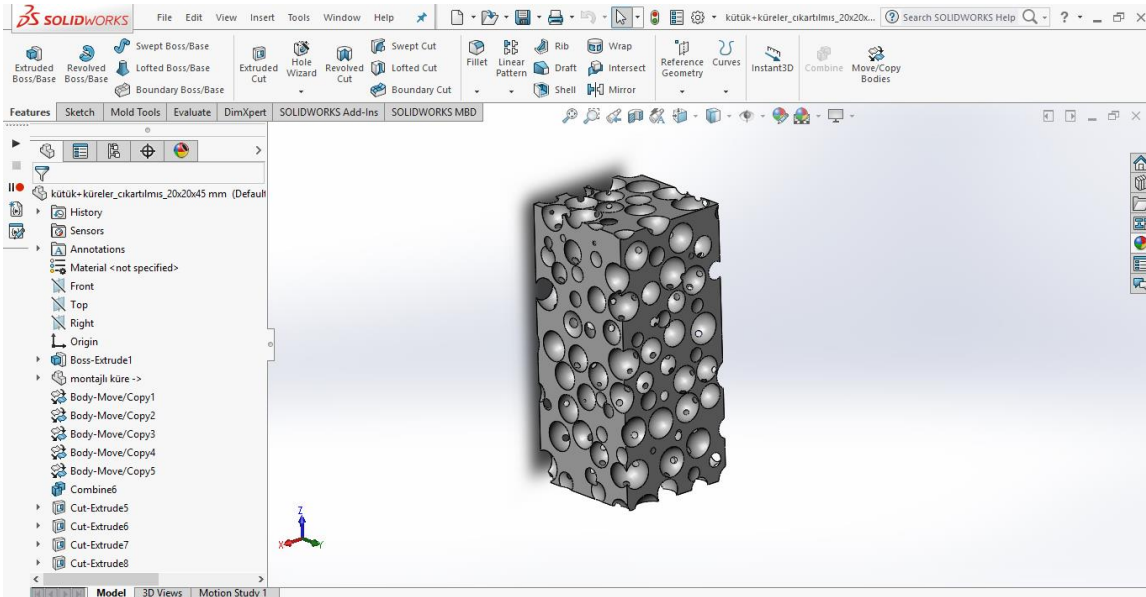 SOLIDWORKS File Edit View Insert Tools Window Help kütük+küreler_cıkartılmıs_20x20x... Search SOLIDWORKS Help
Extruded Boss/Base
Revolved Boss/Base
Swept Boss/Base
Lofted Boss/Base
Boundary Boss/Base
Extruded Cut
Hole Wizard
Revolved Cut
Swept Cut
Lofted Cut
Boundary Cut
Fillet
Linear Pattern
Rib
Draft
Shell
Wrap
Intersect
Mirror
Reference Geometry
Curves
Instant3D
Combine
Move/Copy Bodies
Features Sketch Mold Tools Evaluate DimXpert SOLIDWORKS Add-Ins SOLIDWORKS MBD
kütük+küreler_cıkartılmıs_20x20x45 mm (Default
History
Sensors
Annotations
Material <not specified>
Front
Top
Right
Origin
Boss-Extrude1
montajlı küre ->
Body-Move/Copy1
Body-Move/Copy2
Body-Move/Copy3
Body-Move/Copy4
Body-Move/Copy5
Combine6
Cut-Extrude5
Cut-Extrude6
Cut-Extrude7
Cut-Extrude8
Z
X Y
Model 3D Views Motion Study 1